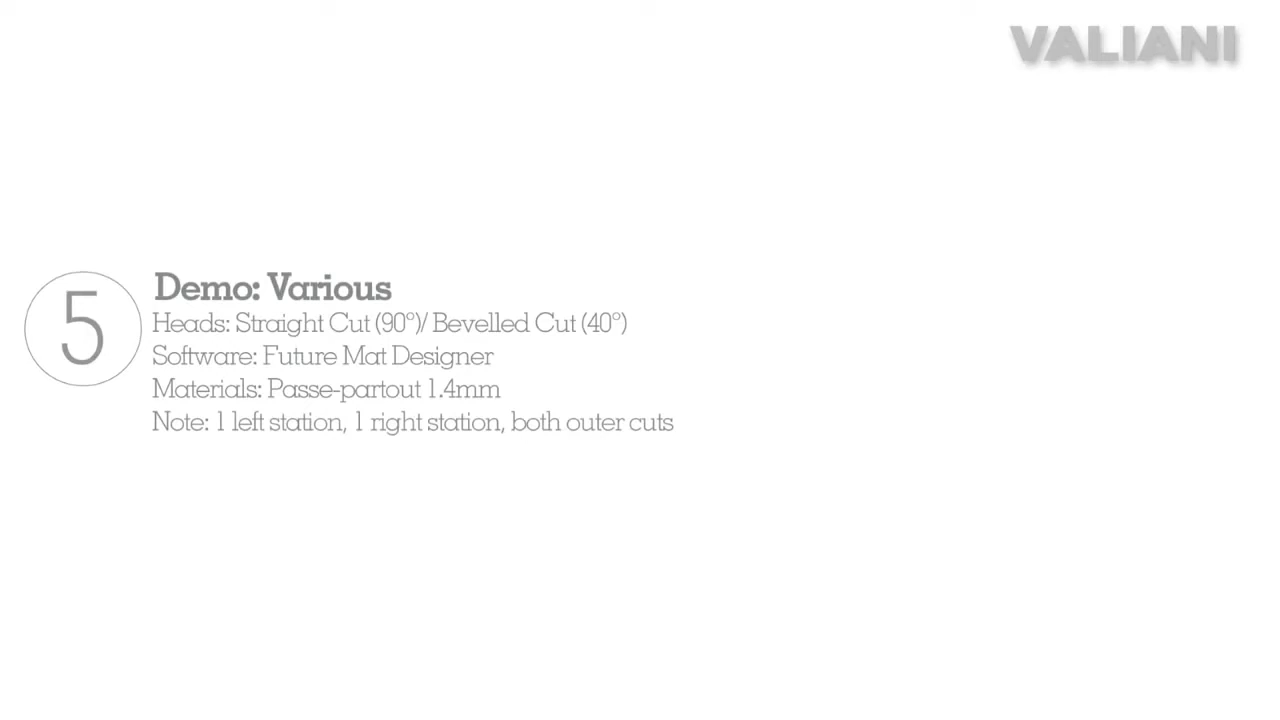 VALIANI
5
Demo: Various
Heads: Straight Cut (90°)/ Bevelled Cut (40°)
Software: Future Mat Designer
Materials: Passe-partout 1.4mm
Note: 1 left station, 1 right station, both outer cuts